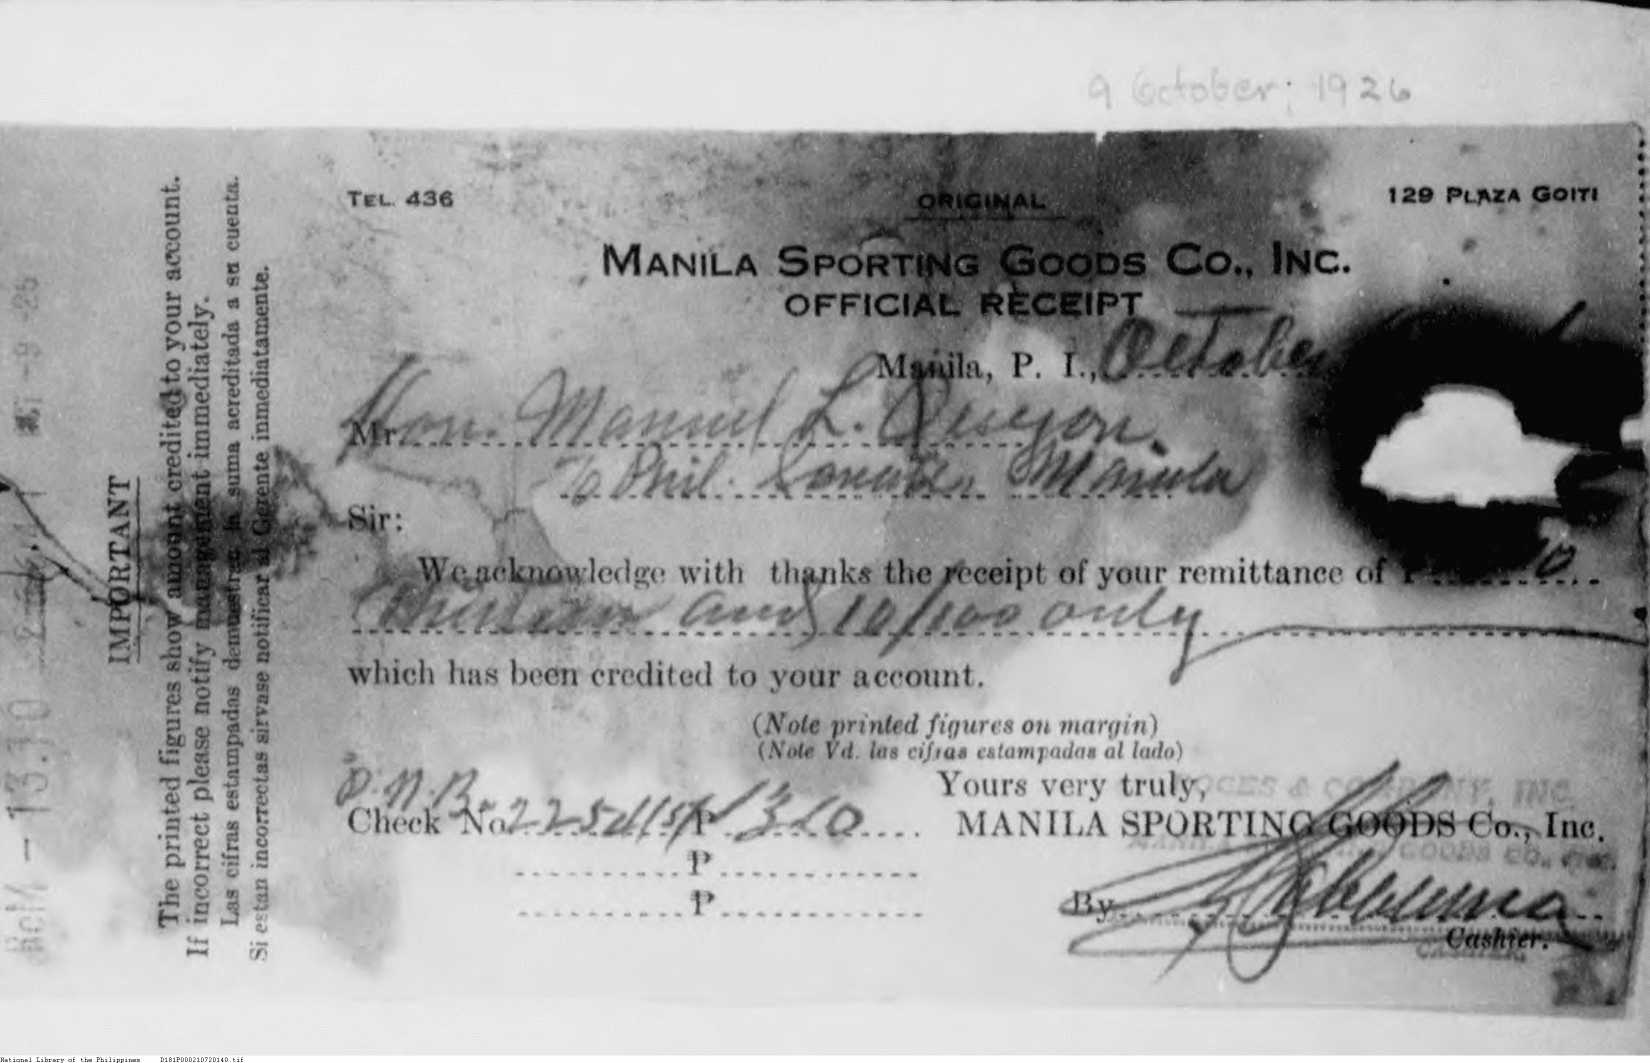 9 October; 1926
TEL. 436
ORIGINAL
129 PLAZA GOITI
MANILA SPORTING GOODS CO., INC.
OFFICIAL RECEIPT
Manila, P. I., October
Mr Hon. Manuel L. Quezon.
c/o Phil. Senate, Manila
Sir:
We acknowledge with thanks the receipt of your remittance of P
Thirteen and 10/100 only
which has been credited to your account.
(Note printed figures on margin)
(Note Vd. las cifras estampadas al lado)
Yours very truly,
P.N.B.
Check No. P 13.10
MANILA SPORTING GOODS Co., Inc.
P
P
By
Cashier.
CASHIER.
IMPORTANT
The printed figures show amount credited to your account.
If incorrect please notify management immediately.
Las cifras estampadas demuestran la suma acreditada a su cuenta.
Si estan incorrectas sirvase notificar al Gerente inmediatamente.
-13.10
National Library of the Philippines D181P000210720140.tif